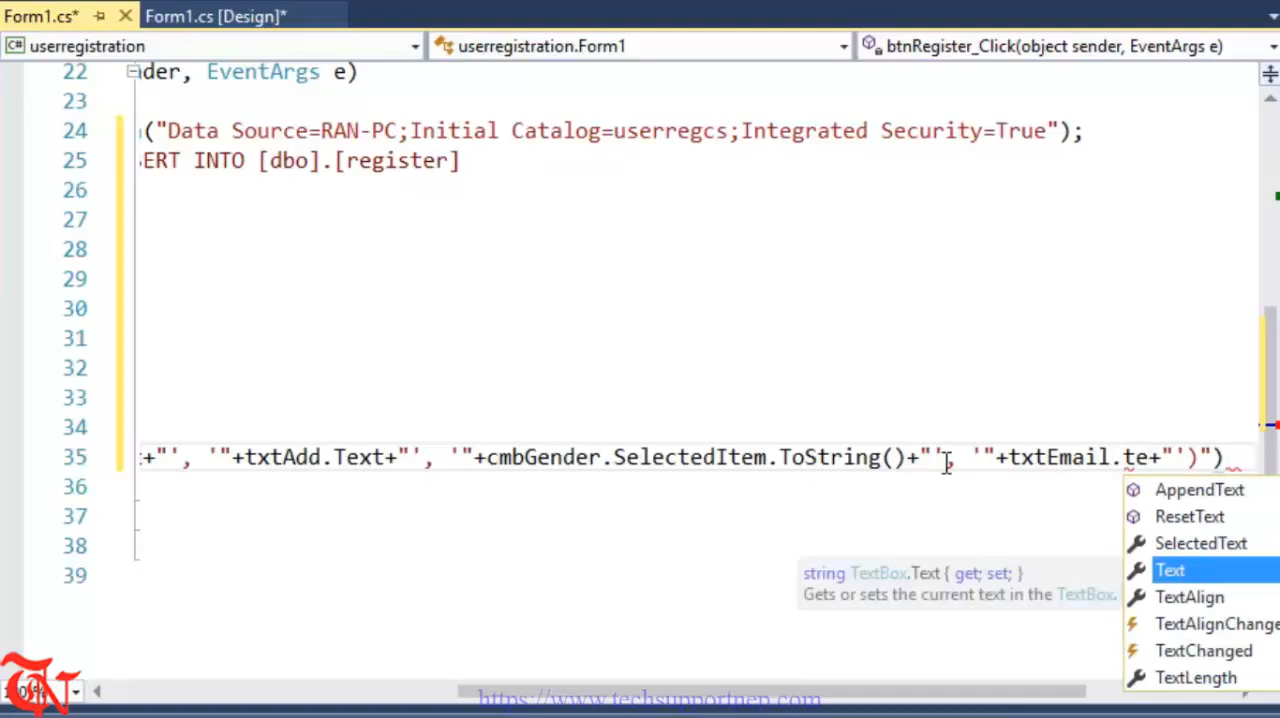 Form1.cs* Form1.cs [Design]*
C# userregistration userregistration.Form1 btnRegister_Click(object sender, EventArgs e)
22 der, EventArgs e)
23
24 ("Data Source=RAN-PC;Initial Catalog=userregcs;Integrated Security=True");
25 ERT INTO [dbo].[register]
26
27
28
29
30
31
32
33
34
35 +"', '"+txtAdd.Text+"', '"+cmbGender.SelectedItem.ToString()+"', '"+txtEmail.te+"')")
36
37
38
39
AppendText
ResetText
SelectedText
Text
TextAlign
TextAlignChange
TextChanged
TextLength
string TextBox.Text { get; set; }
Gets or sets the current text in the TextBox.
https://www.techsupportnep.com